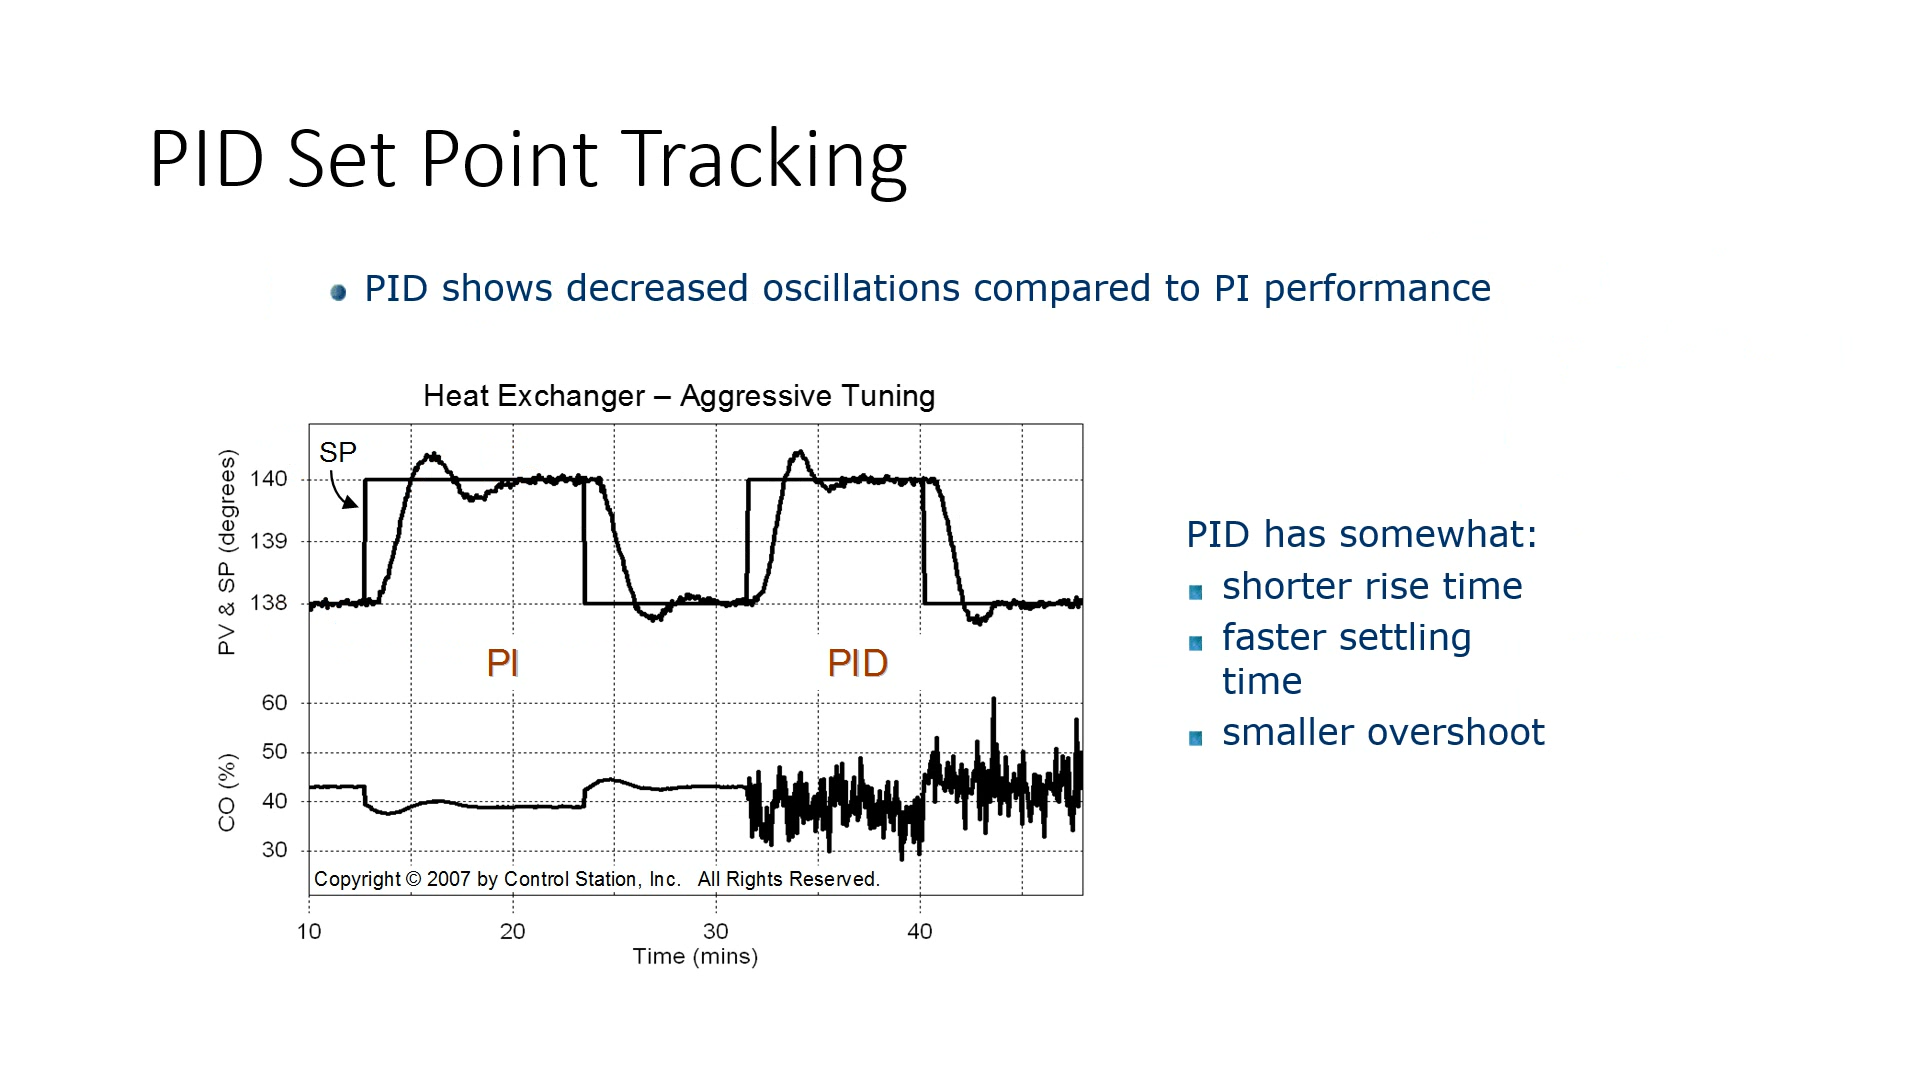 PID Set Point Tracking
PID shows decreased oscillations compared to PI performance
Heat Exchanger – Aggressive Tuning
SP
PV & SP (degrees)
140
139
138
PI
PID
CO (%)
60
50
40
30
Copyright © 2007 by Control Station, Inc. All Rights Reserved.
10 20 30 40
Time (mins)
PID has somewhat:
shorter rise time
faster settling
time
smaller overshoot